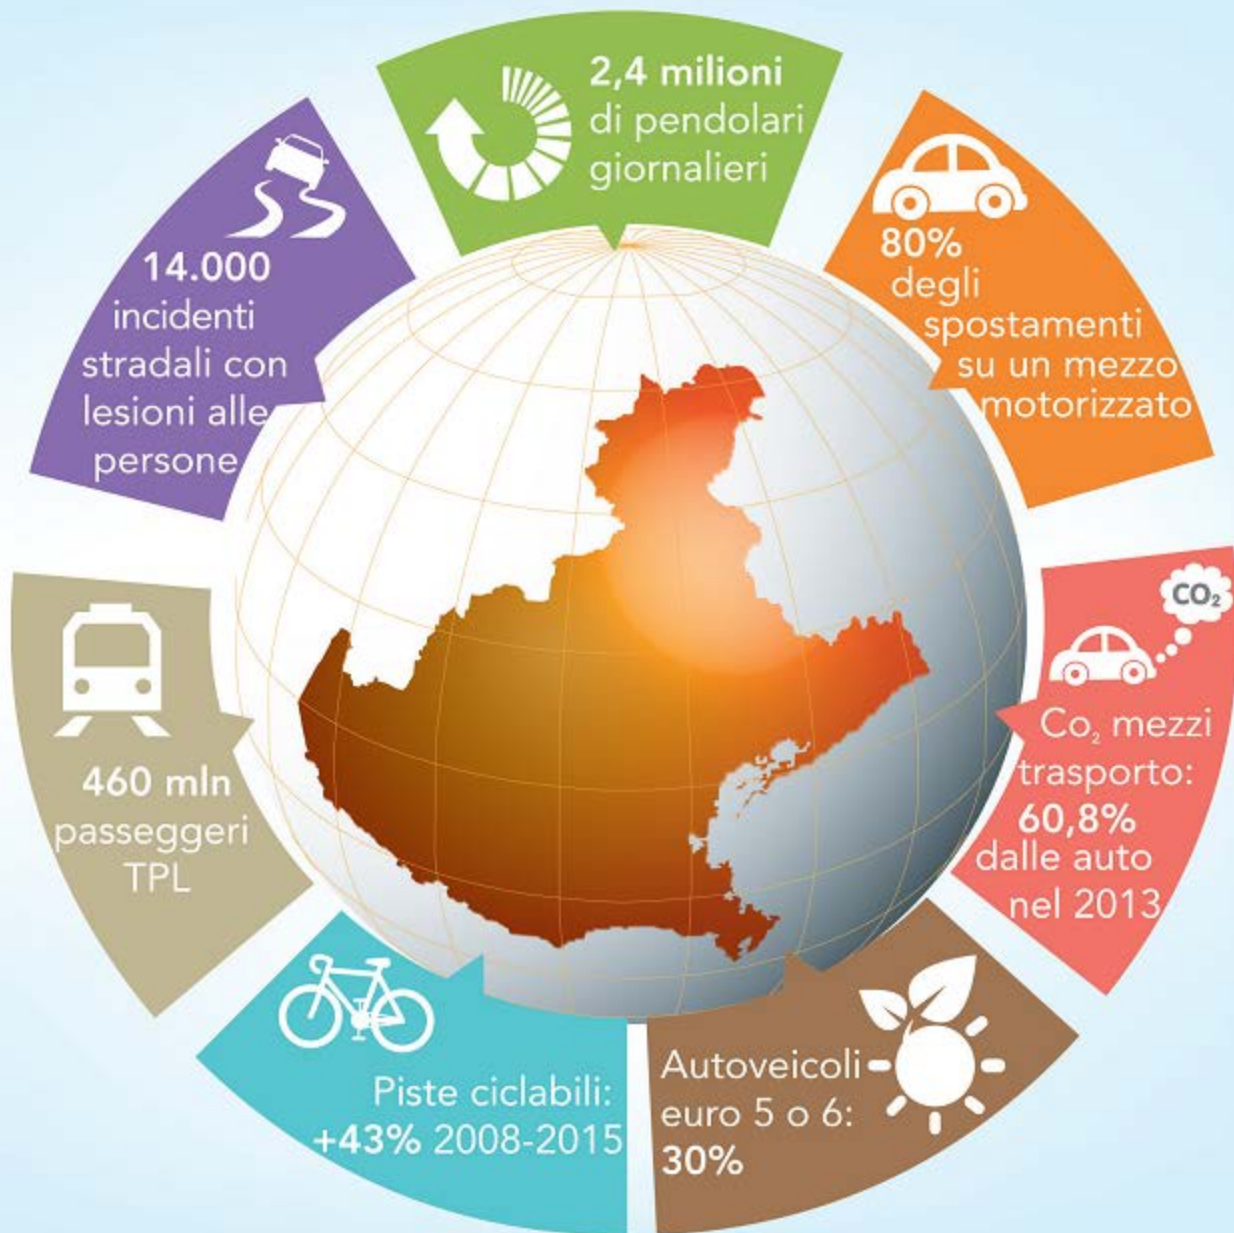 2,4 milioni
di pendolari
giornalieri
80%
degli
spostamenti
su un mezzo
motorizzato
CO₂
Co₂ mezzi
trasporto:
60,8%
dalle auto
nel 2013
Autoveicoli
euro 5 o 6:
30%
Piste ciclabili:
+43% 2008-2015
460 mln
passeggeri
TPL
14.000
incidenti
stradali con
lesioni alle
persone